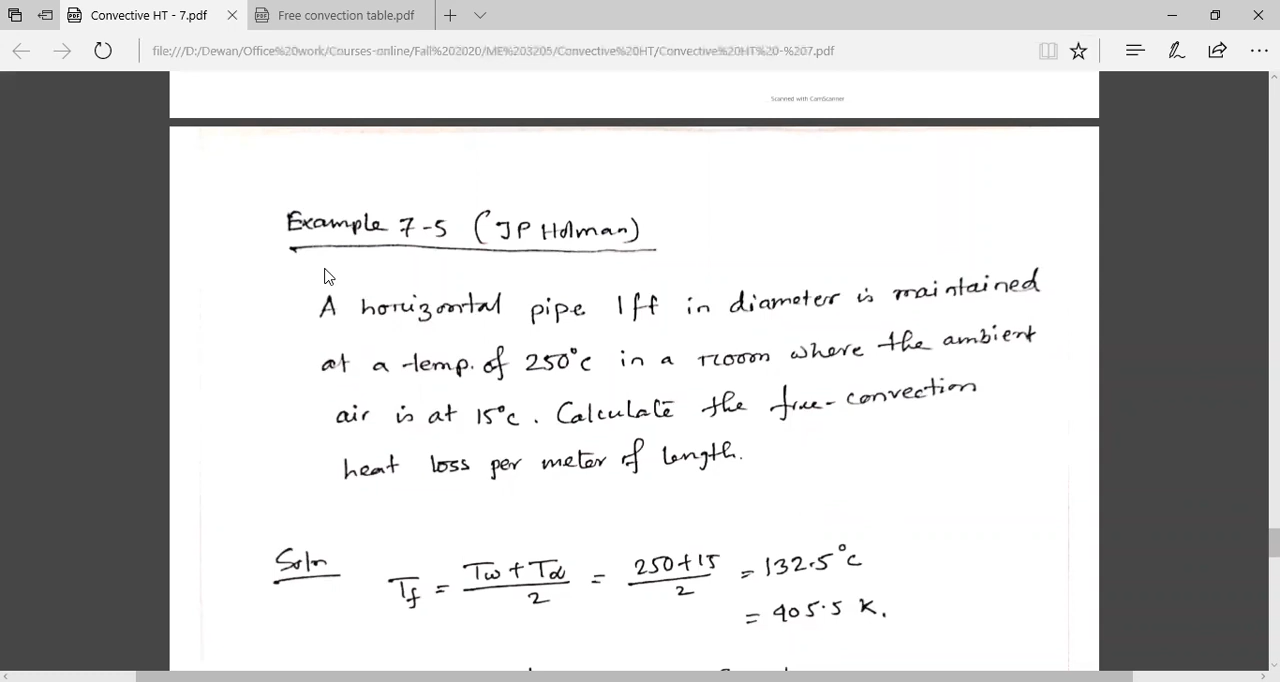 Convective HT - 7.pdf
Free convection table.pdf
file:///D:/Dewan/Office%20work/Courses-online/Fall%202020/ME%203205/Convective%20HT/Convective%20HT%20-%207.pdf
Scanned with CamScanner
Example 7-5 (JP Holman)
A horizontal pipe 1ft in diameter is maintained
at a temp. of 250°c in a room where the ambient
air is at 15°c. Calculate the free-convection
heat loss per meter of length.
Soln
Tf = (Tw + Tα)/2 = (250+15)/2 = 132.5°c
= 405.5 K.